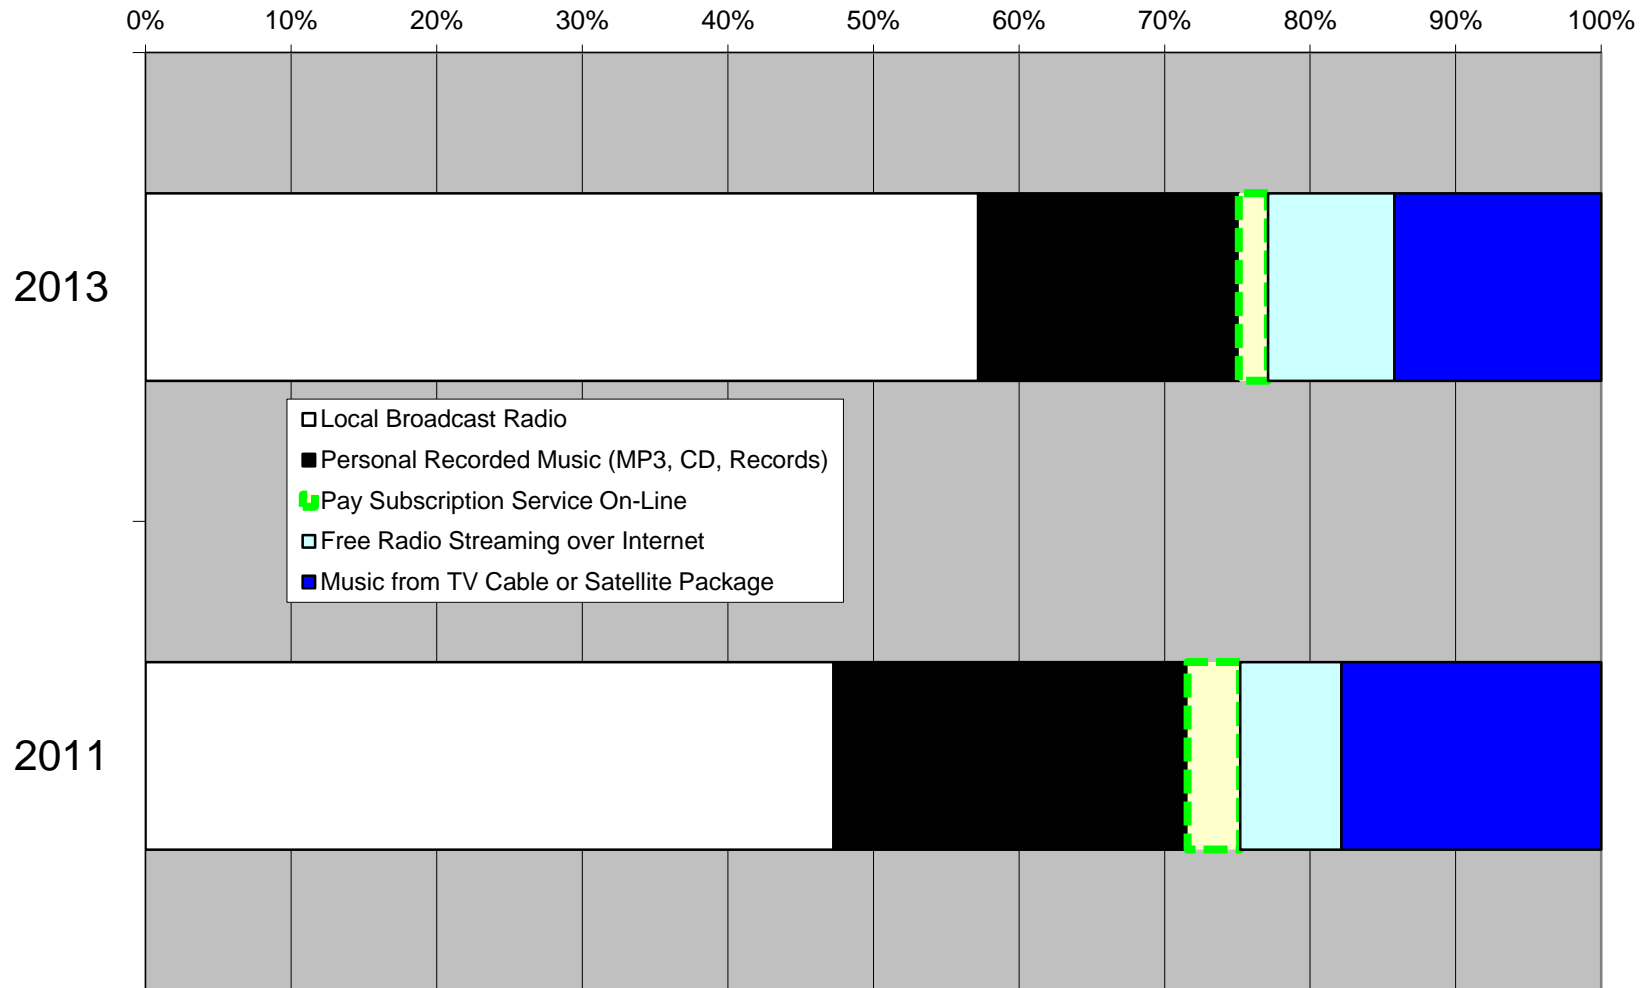 0% 10% 20% 30% 40% 50% 60% 70% 80% 90% 100%
2013
Local Broadcast Radio
Personal Recorded Music (MP3, CD, Records)
Pay Subscription Service On-Line
Free Radio Streaming over Internet
Music from TV Cable or Satellite Package
2011